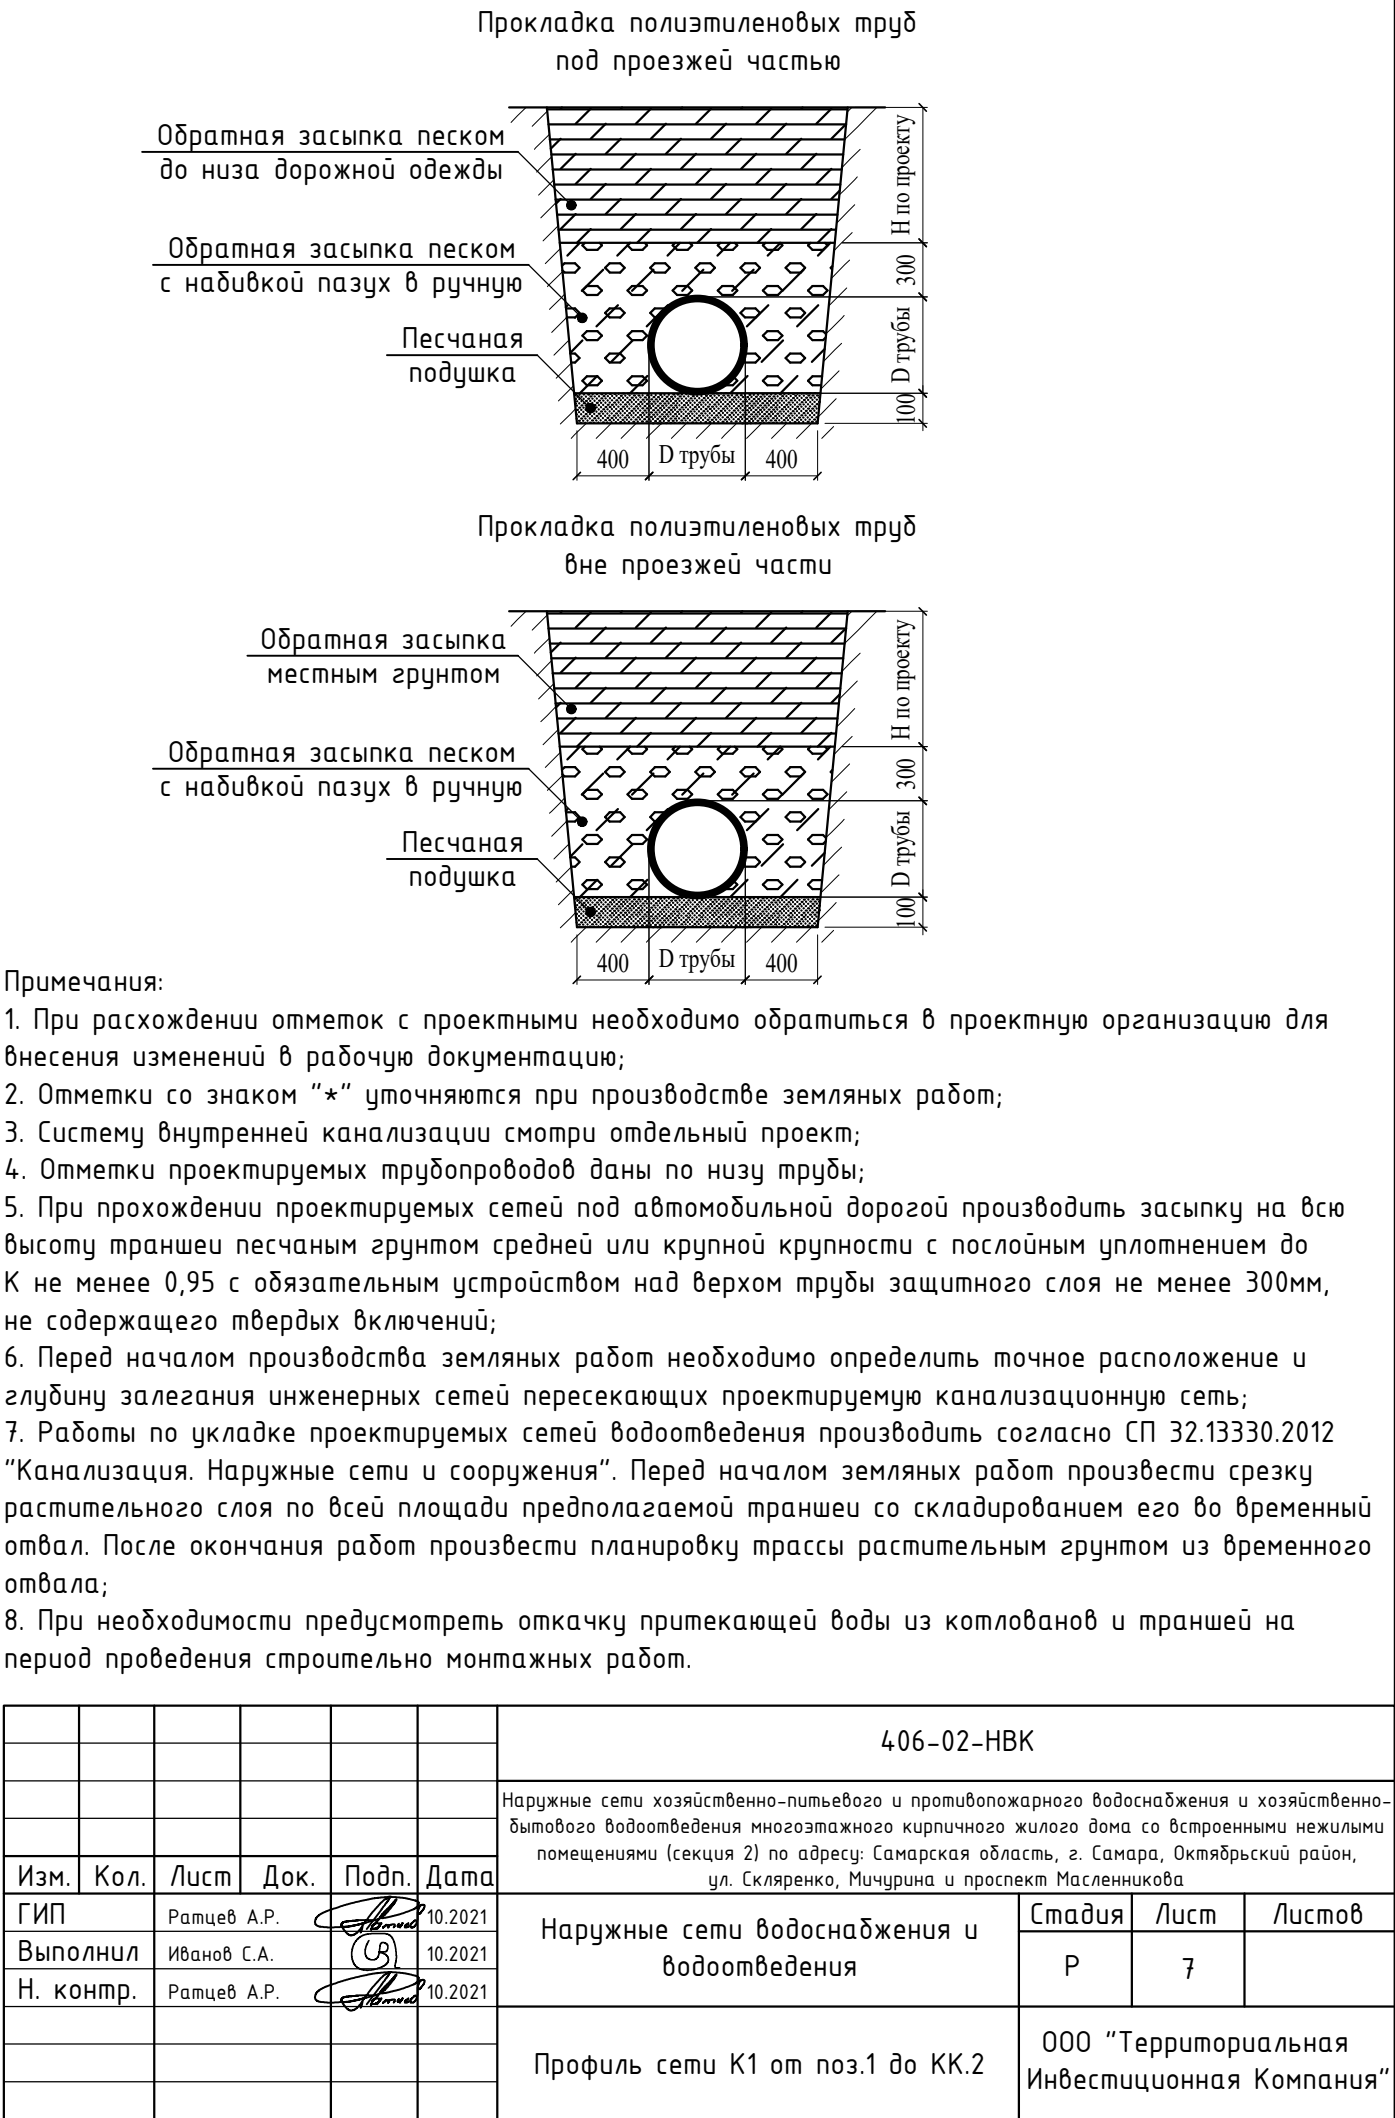 Прокладка полиэтиленовых труб
под проезжей частью
Обратная засыпка песком
до низа дорожной одежды
Обратная засыпка песком
с набивкой пазух в ручную
Песчаная
подушка
Н по проекту
300
D трубы
100
400
D трубы
400
Прокладка полиэтиленовых труб
вне проезжей части
Обратная засыпка
местным грунтом
Обратная засыпка песком
с набивкой пазух в ручную
Песчаная
подушка
Н по проекту
300
D трубы
100
400
D трубы
400
Примечания:
1. При расхождении отметок с проектными необходимо обратиться в проектную организацию для
внесения изменений в рабочую документацию;
2. Отметки со знаком "*" уточняются при производстве земляных работ;
3. Систему внутренней канализации смотри отдельный проект;
4. Отметки проектируемых трубопроводов даны по низу трубы;
5. При прохождении проектируемых сетей под автомобильной дорогой производить засыпку на всю
высоту траншеи песчаным грунтом средней или крупной крупности с послойным уплотнением до
К не менее 0,95 с обязательным устройством над верхом трубы защитного слоя не менее 300мм,
не содержащего твердых включений;
6. Перед началом производства земляных работ необходимо определить точное расположение и
глубину залегания инженерных сетей пересекающих проектируемую канализационную сеть;
7. Работы по укладке проектируемых сетей водоотведения производить согласно СП 32.13330.2012
"Канализация. Наружные сети и сооружения". Перед началом земляных работ произвести срезку
растительного слоя по всей площади предполагаемой траншеи со складированием его во временный
отвал. После окончания работ произвести планировку трассы растительным грунтом из временного
отвала;
8. При необходимости предусмотреть откачку притекающей воды из котлованов и траншей на
период проведения строительно монтажных работ.
406-02-НВК
Наружные сети хозяйственно-питьевого и противопожарного водоснабжения и хозяйственно-
бытового водоотведения многоэтажного кирпичного жилого дома со встроенными нежилыми
помещениями (секция 2) по адресу: Самарская область, г. Самара, Октябрьский район,
ул. Скляренко, Мичурина и проспект Масленникова
Изм. Кол. Лист Док. Подп. Дата
ГИП Ратцев А.Р. 10.2021
Выполнил Иванов С.А. 10.2021
Н. контр. Ратцев А.Р. 10.2021
Наружные сети водоснабжения и
водоотведения
Стадия Лист Листов
Р 7
Профиль сети К1 от поз.1 до КК.2
ООО "Территориальная
Инвестиционная Компания"